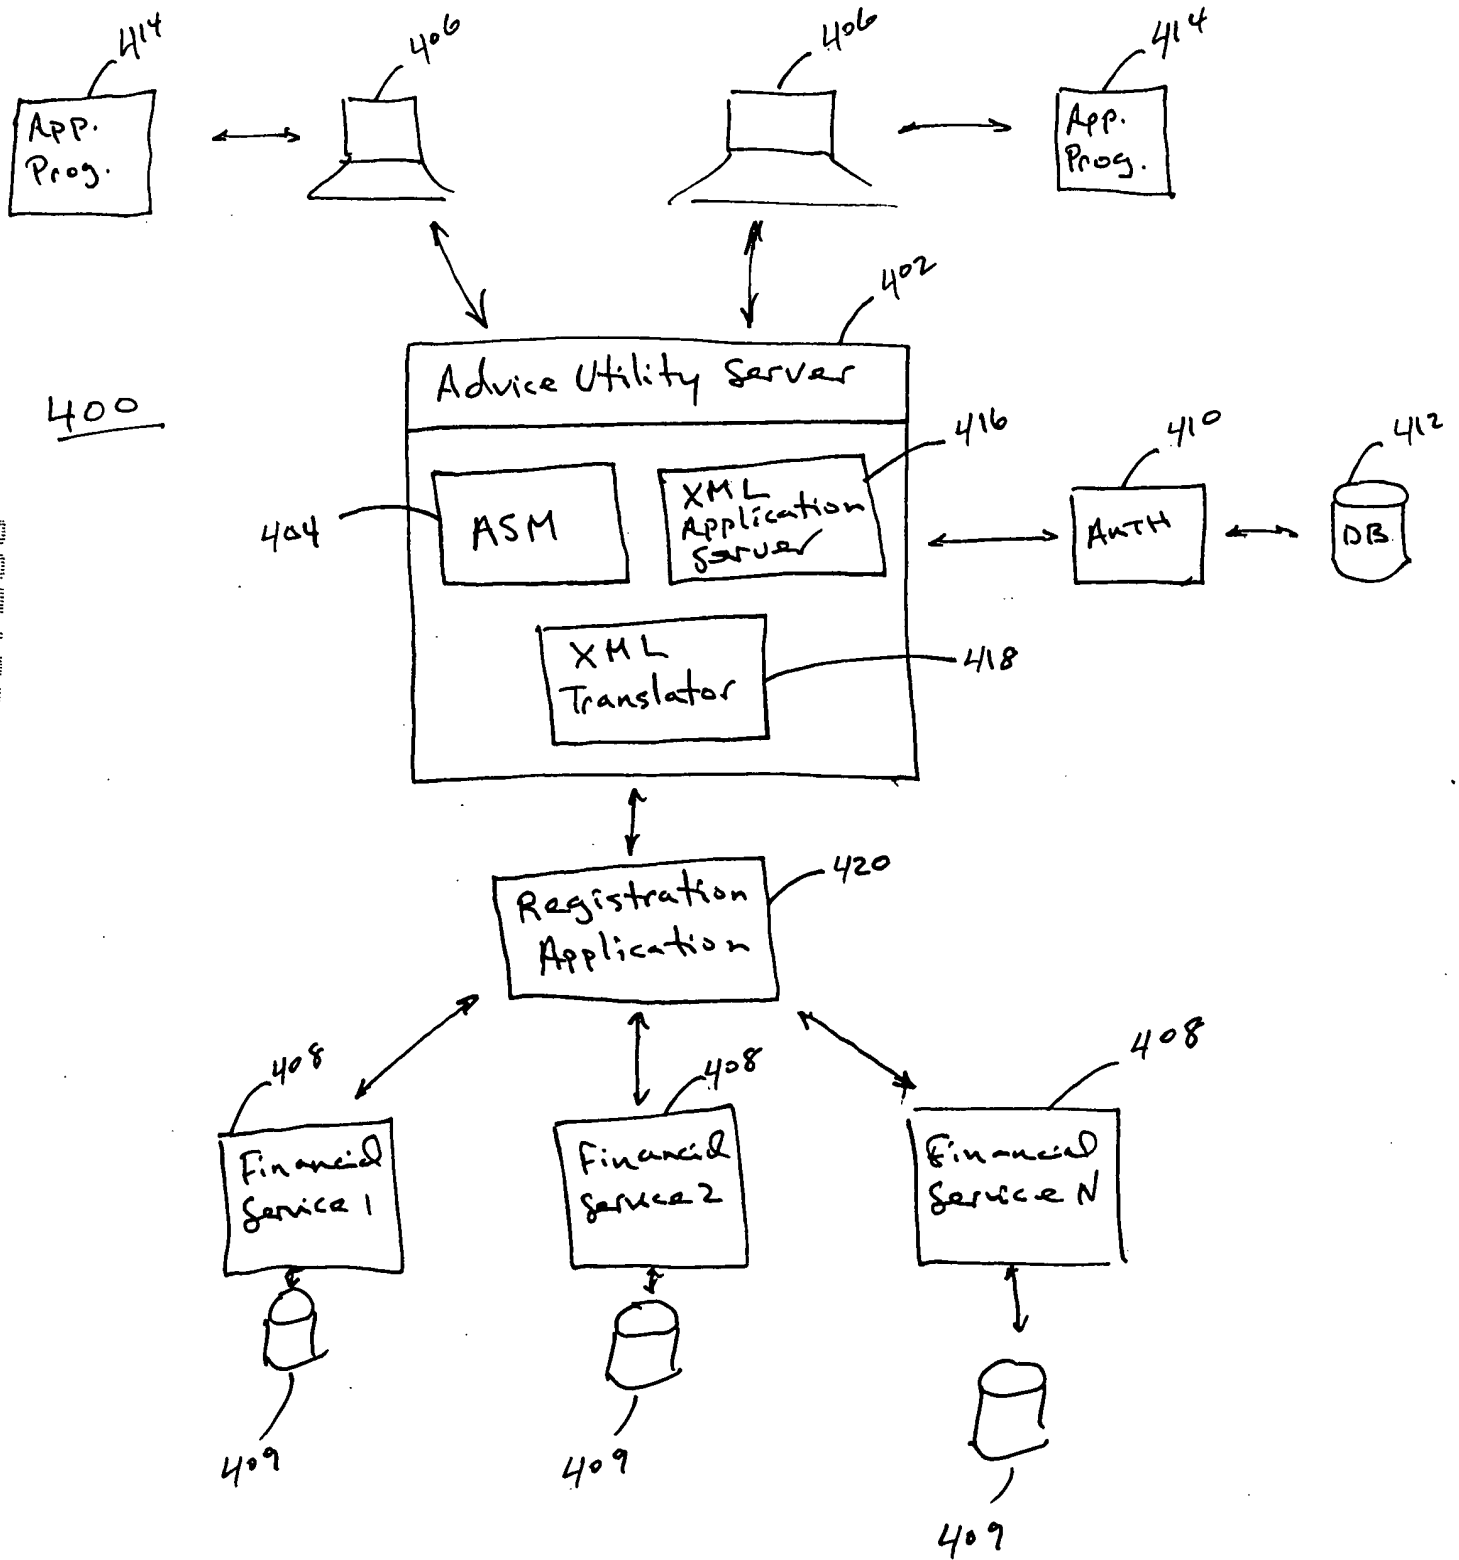 414
406
406
414
App.
Prog.
App.
Prog.
402
Advice Utility Server
400
416
410
412
404
ASM
XML
Application
Server
AUTH
DB
XML
Translator
418
420
Registration
Application
408
408
408
Financial
Service 1
Financial
Service 2
Financial
Service N
409
409
409